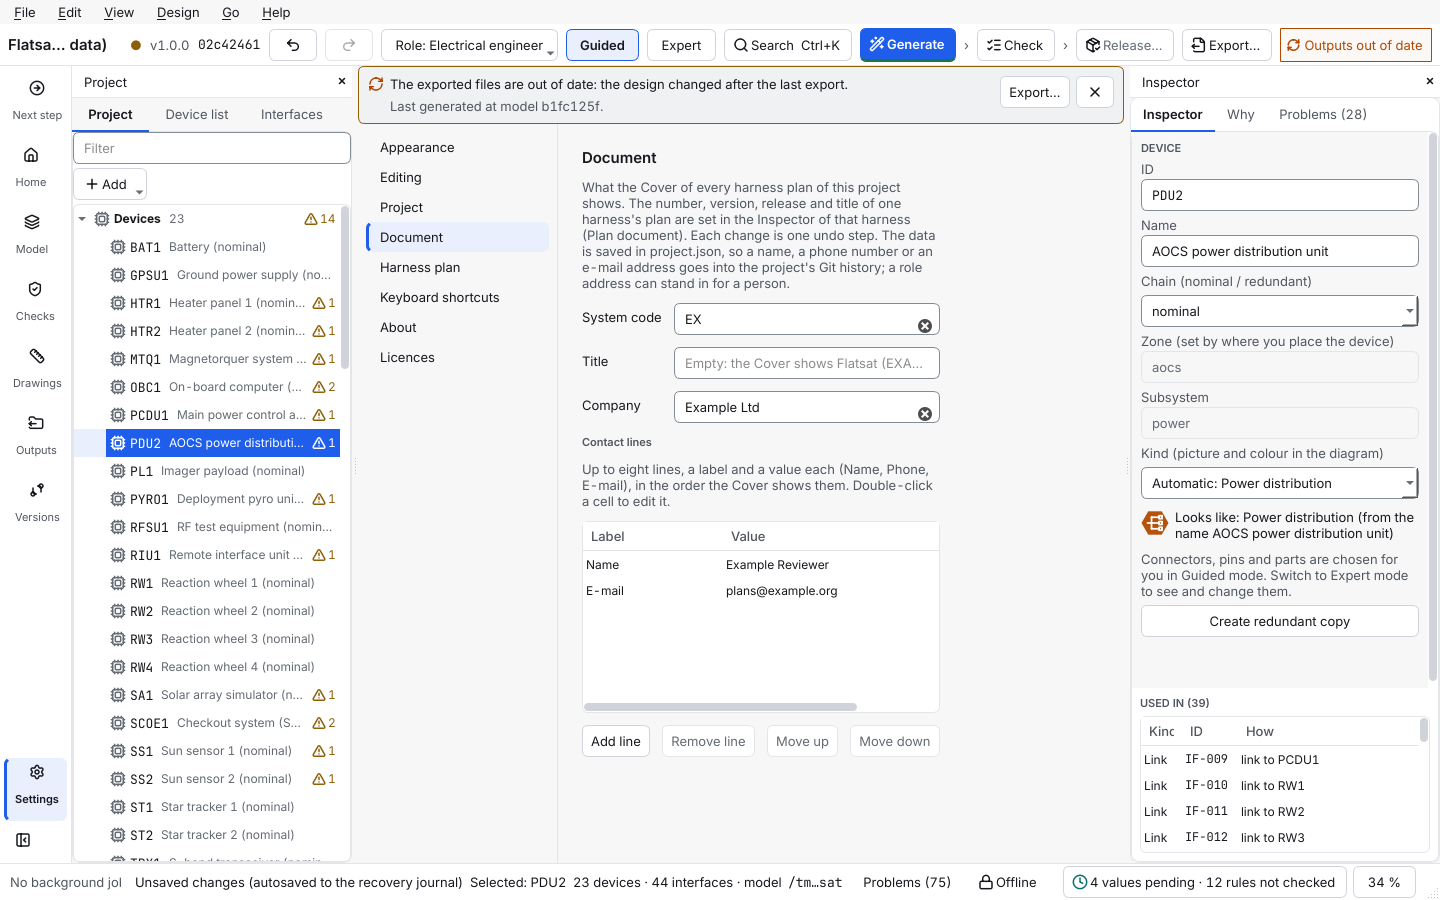 File Edit View Design Go Help
Flatsa... data) v1.0.0 02c42461 Role: Electrical engineer Guided Expert Search Ctrl+K Generate › Check › Release... Export... Outputs out of date
Next step
Home
Model
Checks
Drawings
Outputs
Versions
Settings
Project
Project Device list Interfaces
Filter
Add
Devices 23 14
BAT1 Battery (nominal)
GPSU1 Ground power supply (no...
HTR1 Heater panel 1 (nomin... 1
HTR2 Heater panel 2 (nomin... 1
MTQ1 Magnetorquer system ... 1
OBC1 On-board computer (... 2
PCDU1 Main power control a... 1
PDU2 AOCS power distributi... 1
PL1 Imager payload (nominal)
PYRO1 Deployment pyro uni... 1
RFSU1 RF test equipment (nomin...
RIU1 Remote interface unit ... 1
RW1 Reaction wheel 1 (nominal)
RW2 Reaction wheel 2 (nominal)
RW3 Reaction wheel 3 (nominal)
RW4 Reaction wheel 4 (nominal)
SA1 Solar array simulator (n... 1
SCOE1 Checkout system (S... 2
SS1 Sun sensor 1 (nominal) 1
SS2 Sun sensor 2 (nominal) 1
ST1 Star tracker 1 (nominal)
ST2 Star tracker 2 (nominal)
The exported files are out of date: the design changed after the last export.
Last generated at model b1fc125f.
Export...
Appearance
Editing
Project
Document
Harness plan
Keyboard shortcuts
About
Licences
Document
What the Cover of every harness plan of this project
shows. The number, version, release and title of one
harness's plan are set in the Inspector of that harness
(Plan document). Each change is one undo step. The data
is saved in project.json, so a name, a phone number or an
e-mail address goes into the project's Git history; a role
address can stand in for a person.
System code EX
Title Empty: the Cover shows Flatsat (EXA...
Company Example Ltd
Contact lines
Up to eight lines, a label and a value each (Name, Phone,
E-mail), in the order the Cover shows them. Double-click
a cell to edit it.
Label Value
Name Example Reviewer
E-mail plans@example.org
Add line Remove line Move up Move down
Inspector
Inspector Why Problems (28)
DEVICE
ID
PDU2
Name
AOCS power distribution unit
Chain (nominal / redundant)
nominal
Zone (set by where you place the device)
aocs
Subsystem
power
Kind (picture and colour in the diagram)
Automatic: Power distribution
Looks like: Power distribution (from the
name AOCS power distribution unit)
Connectors, pins and parts are chosen for
you in Guided mode. Switch to Expert mode
to see and change them.
Create redundant copy
USED IN (39)
Kind ID How
Link IF-009 link to PCDU1
Link IF-010 link to RW1
Link IF-011 link to RW2
Link IF-012 link to RW3
No background jol Unsaved changes (autosaved to the recovery journal) Selected: PDU2 23 devices · 44 interfaces · model /tm...sat Problems (75) Offline 4 values pending · 12 rules not checked 34 %